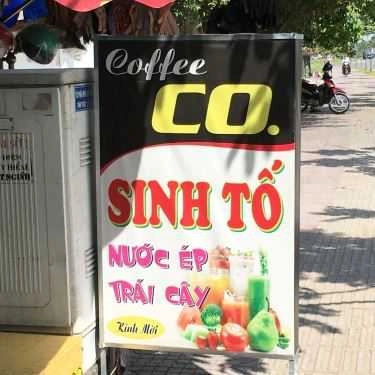 Coffee
CO.
SINH TỐ
NƯỚC ÉP
TRÁI CÂY
Kính Mời